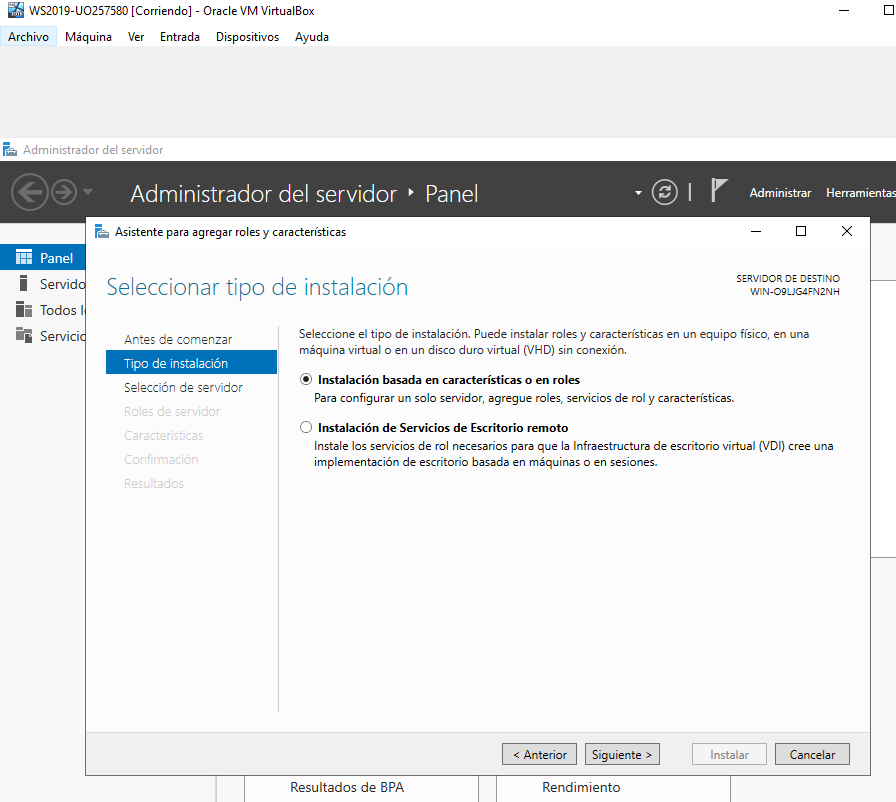 WS2019-UO257580 [Corriendo] - Oracle VM VirtualBox
Archivo Máquina Ver Entrada Dispositivos Ayuda
Administrador del servidor
Administrador del servidor ‣ Panel
Administrar Herramientas
Asistente para agregar roles y características
Panel
Servido
Todos l
Servicio
Seleccionar tipo de instalación
SERVIDOR DE DESTINO
WIN-O9LJG4FN2NH
Antes de comenzar
Tipo de instalación
Selección de servidor
Roles de servidor
Características
Confirmación
Resultados
Seleccione el tipo de instalación. Puede instalar roles y características en un equipo físico, en una
máquina virtual o en un disco duro virtual (VHD) sin conexión.
Instalación basada en características o en roles
Para configurar un solo servidor, agregue roles, servicios de rol y características.
Instalación de Servicios de Escritorio remoto
Instale los servicios de rol necesarios para que la Infraestructura de escritorio virtual (VDI) cree una
implementación de escritorio basada en máquinas o en sesiones.
< Anterior Siguiente > Instalar Cancelar
Resultados de BPA Rendimiento